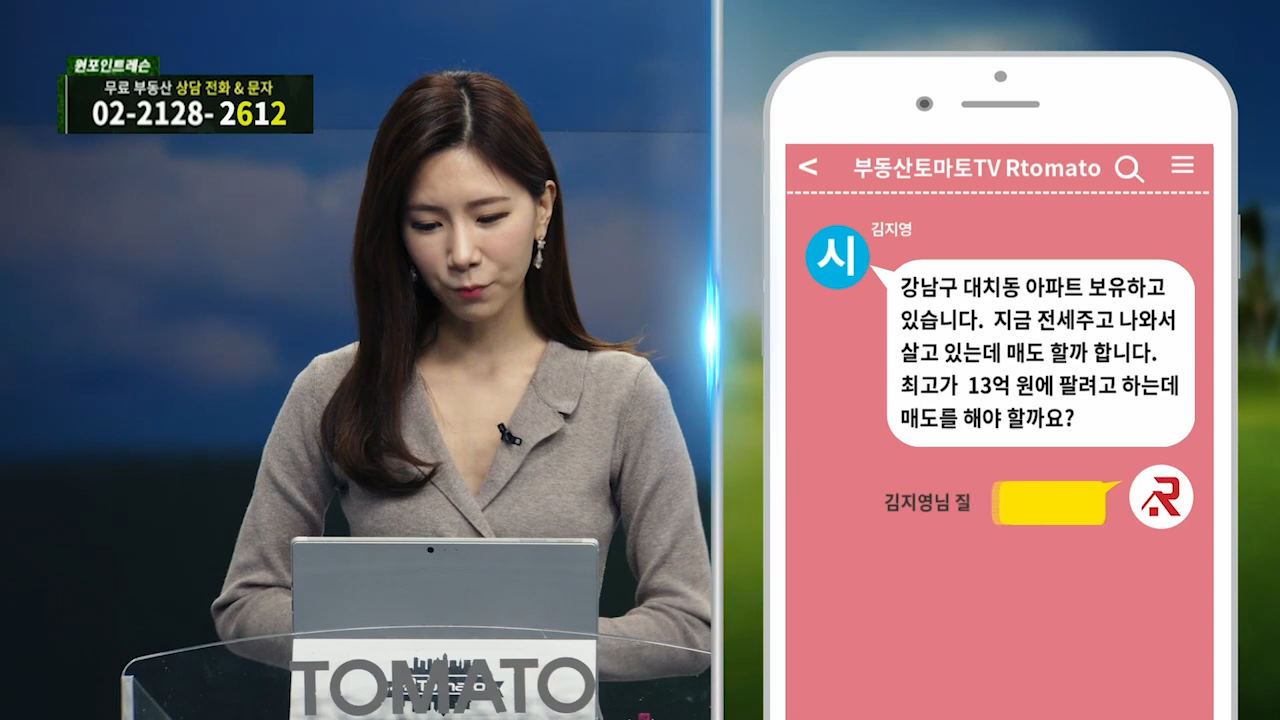 원포인트레슨
무료 부동산 상담 전화 & 문자
02-2128-2612
TOMATO
< 부동산토마토TV Rtomato
시
김지영
강남구 대치동 아파트 보유하고
있습니다. 지금 전세주고 나와서
살고 있는데 매도 할까 합니다.
최고가 13억 원에 팔려고 하는데
매도를 해야 할까요?
김지영님 질
R